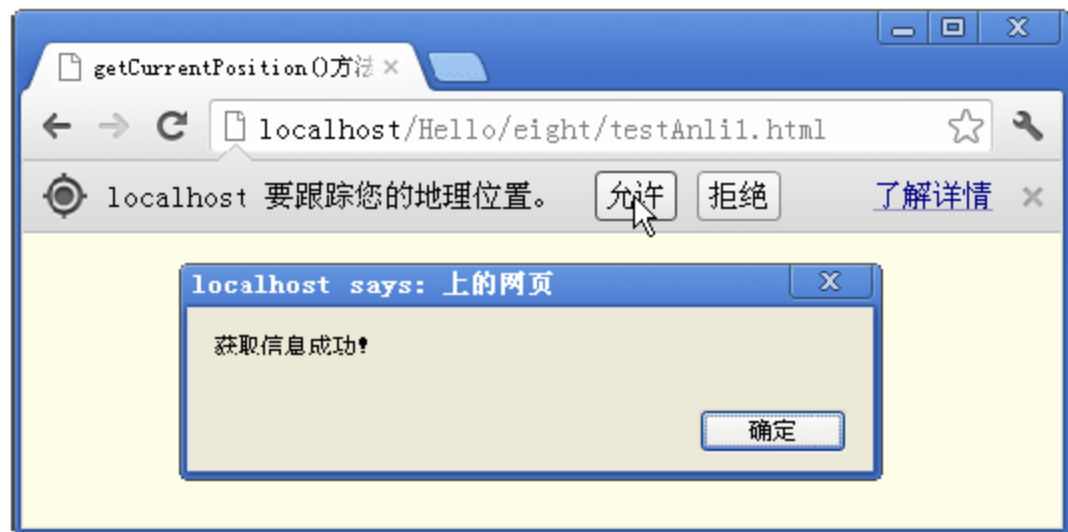 getCurrentPosition()方法
localhost/Hello/eight/testAnli1.html
localhost 要跟踪您的地理位置。 允许 拒绝 了解详情
localhost says: 上的网页
获取信息成功!
确定